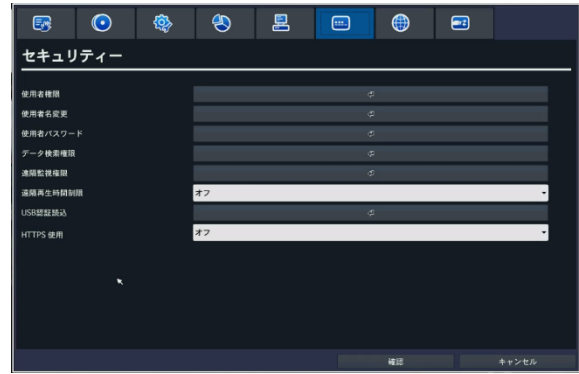 セキュリティー
使用者権限
使用者名変更
使用者パスワード
データ検索権限
遠隔監視権限
遠隔再生時間制限
オフ
USB認証読込
HTTPS 使用
オフ
確認
キャンセル